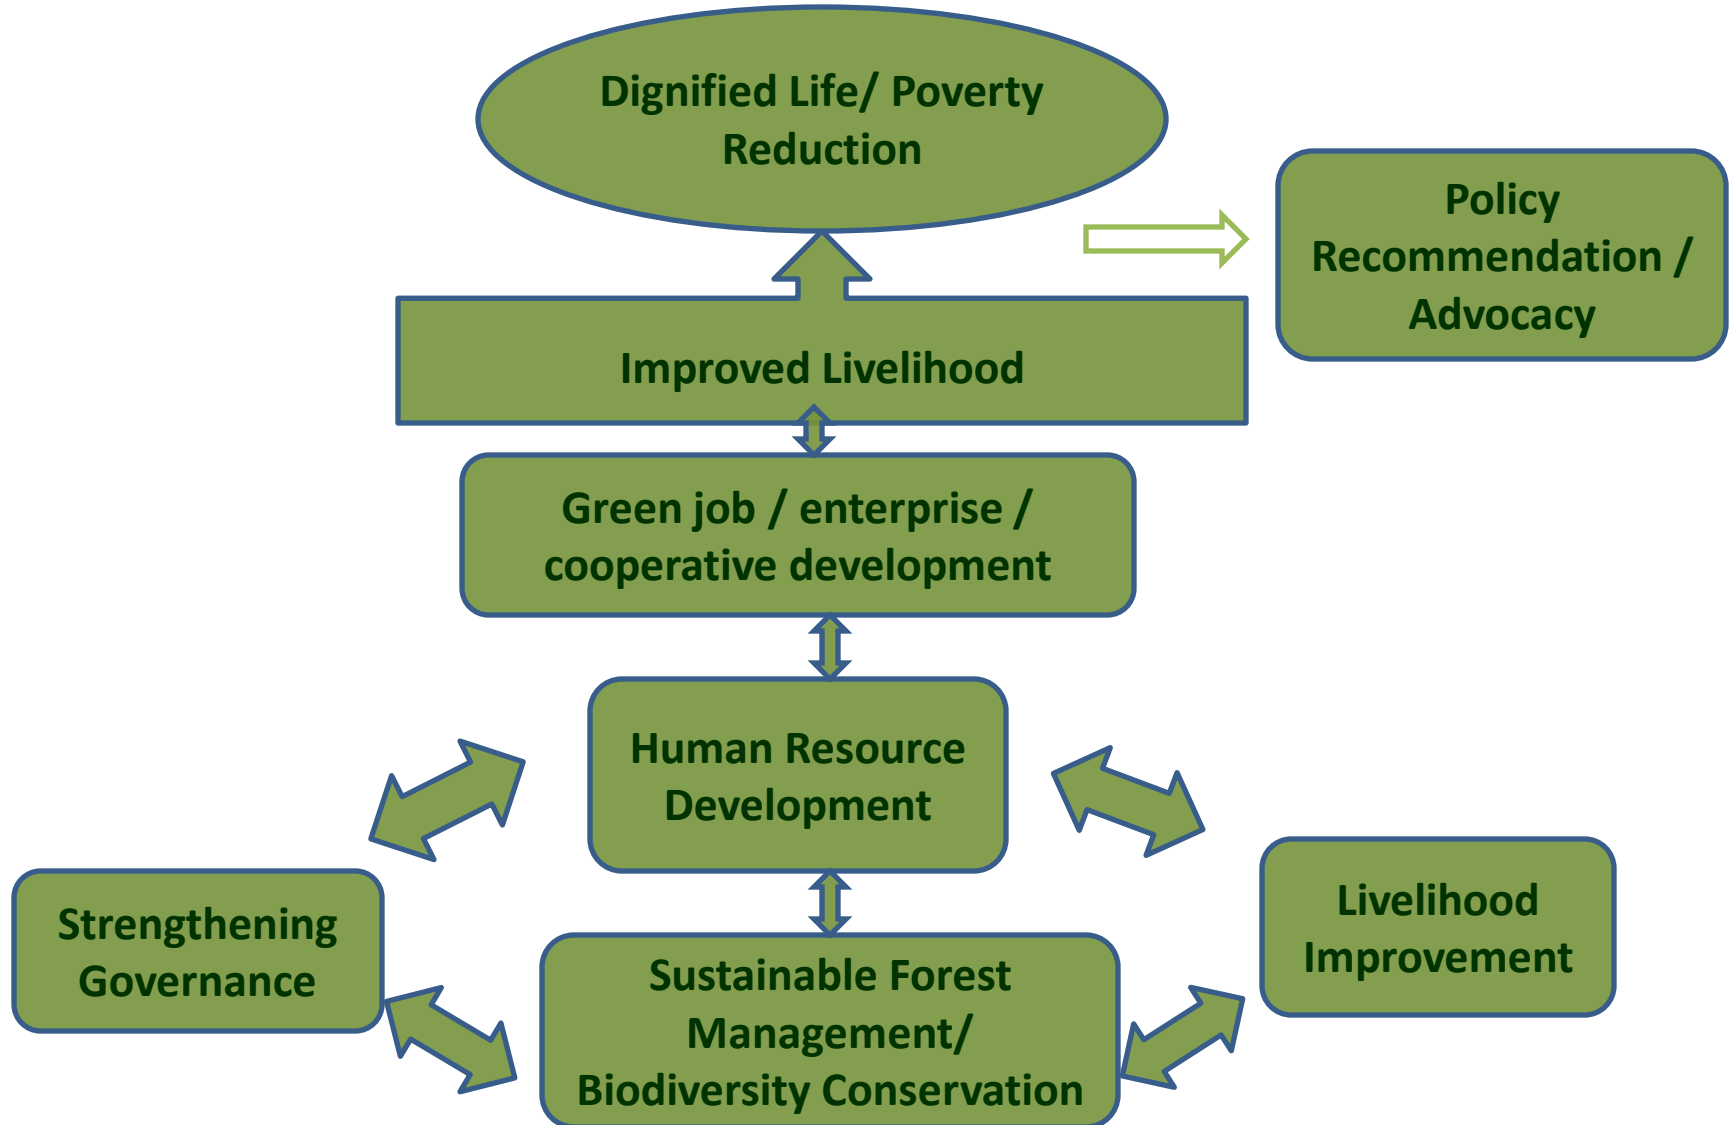 Dignified Life/ Poverty
Reduction
Policy
Recommendation /
Advocacy
Improved Livelihood
Green job / enterprise /
cooperative development
Human Resource
Development
Strengthening
Governance
Livelihood
Improvement
Sustainable Forest
Management/
Biodiversity Conservation